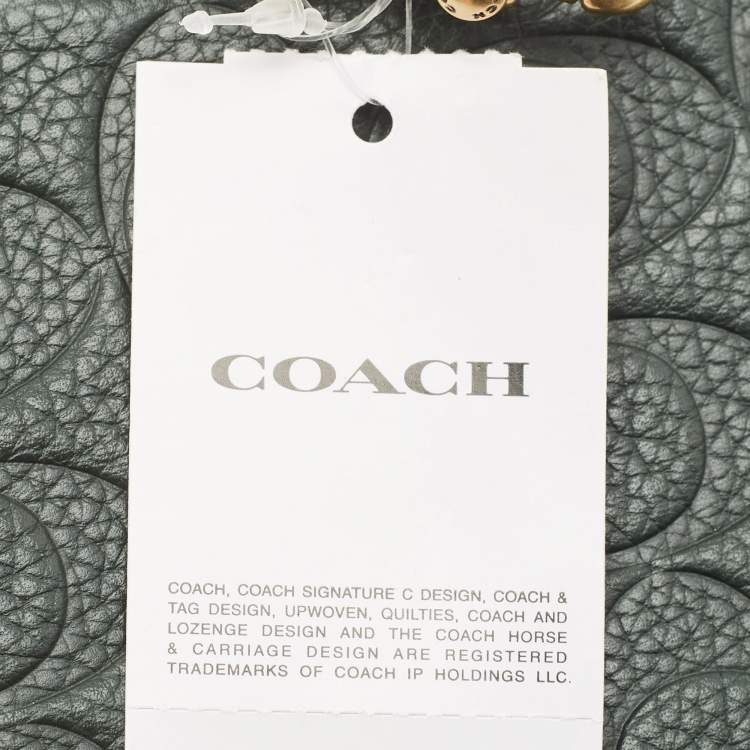 COACH
COACH, COACH SIGNATURE C DESIGN, COACH &
TAG DESIGN, UPWOVEN, QUILTIES, COACH AND
LOZENGE DESIGN AND THE COACH HORSE
& CARRIAGE DESIGN ARE REGISTERED
TRADEMARKS OF COACH IP HOLDINGS LLC.